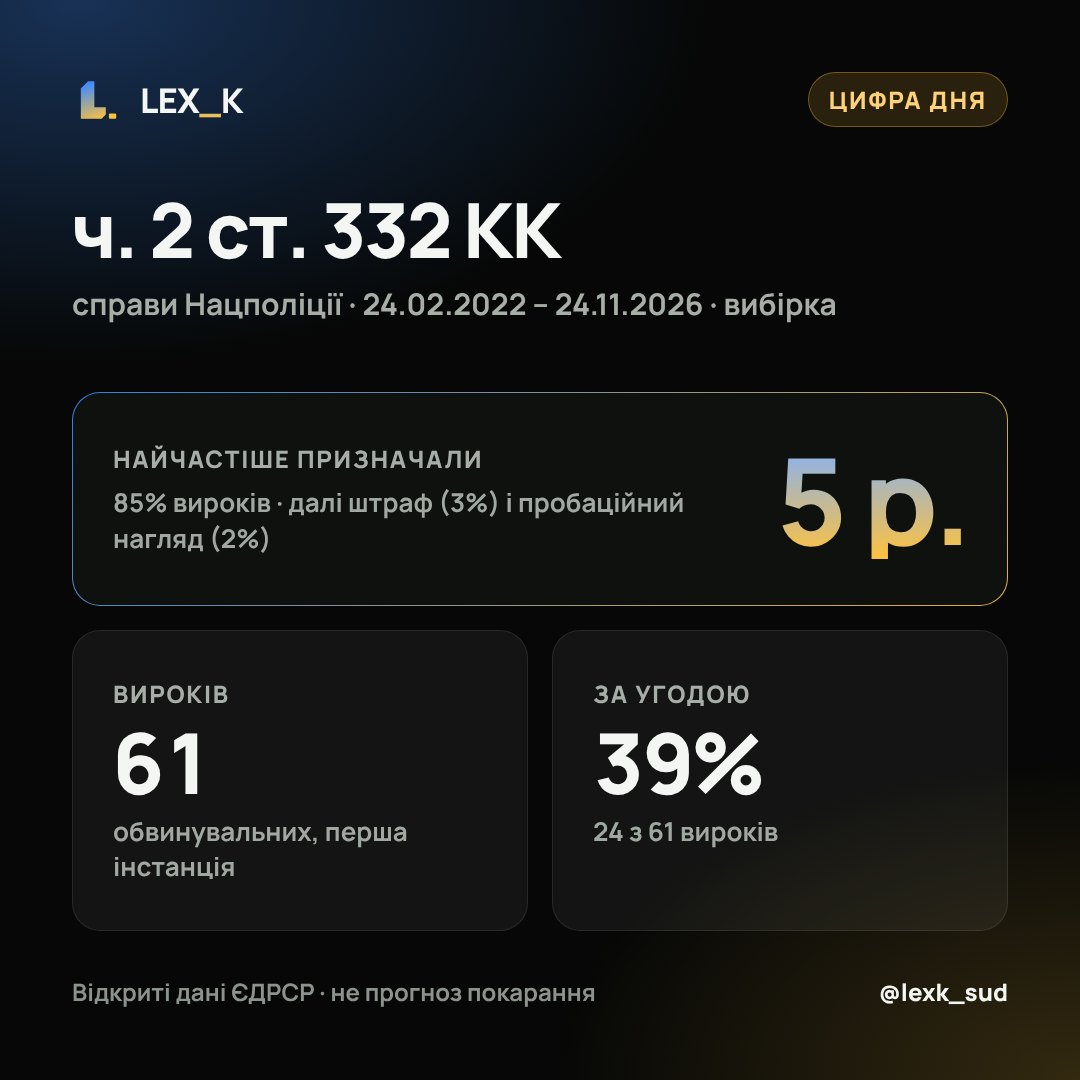 LEX_K
ЦИФРА ДНЯ
ч. 2 ст. 332 КК
справи Нацполіції · 24.02.2022 – 24.11.2026 · вибірка
НАЙЧАСТІШЕ ПРИЗНАЧАЛИ
85% вироків · далі штраф (3%) і пробаційний
нагляд (2%)
5 р.
ВИРОКІВ
61
обвинувальних, перша
інстанція
ЗА УГОДОЮ
39%
24 з 61 вироків
Відкриті дані ЄДРСР · не прогноз покарання
@lexk_sud